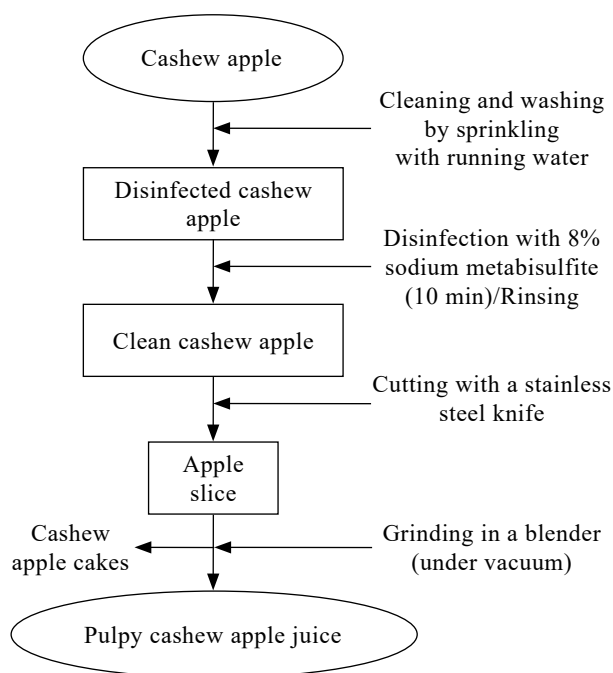 Cashew apple
Cleaning and washing
by sprinkling
with running water
Disinfected cashew
apple
Disinfection with 8%
sodium metabisulfite
(10 min)/Rinsing
Clean cashew apple
Cutting with a stainless
steel knife
Apple
slice
Cashew
apple cakes
Grinding in a blender
(under vacuum)
Pulpy cashew apple juice